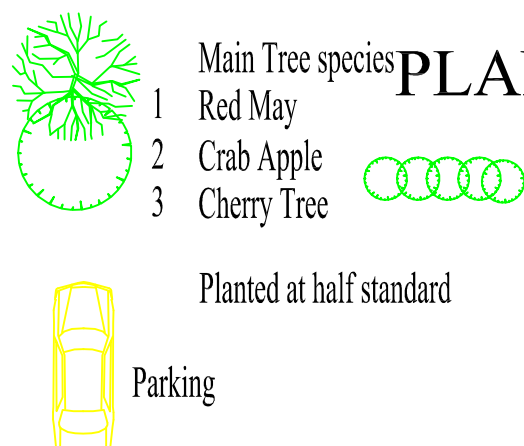 Main Tree species
1 Red May
2 Crab Apple
3 Cherry Tree
Planted at half standard
Parking